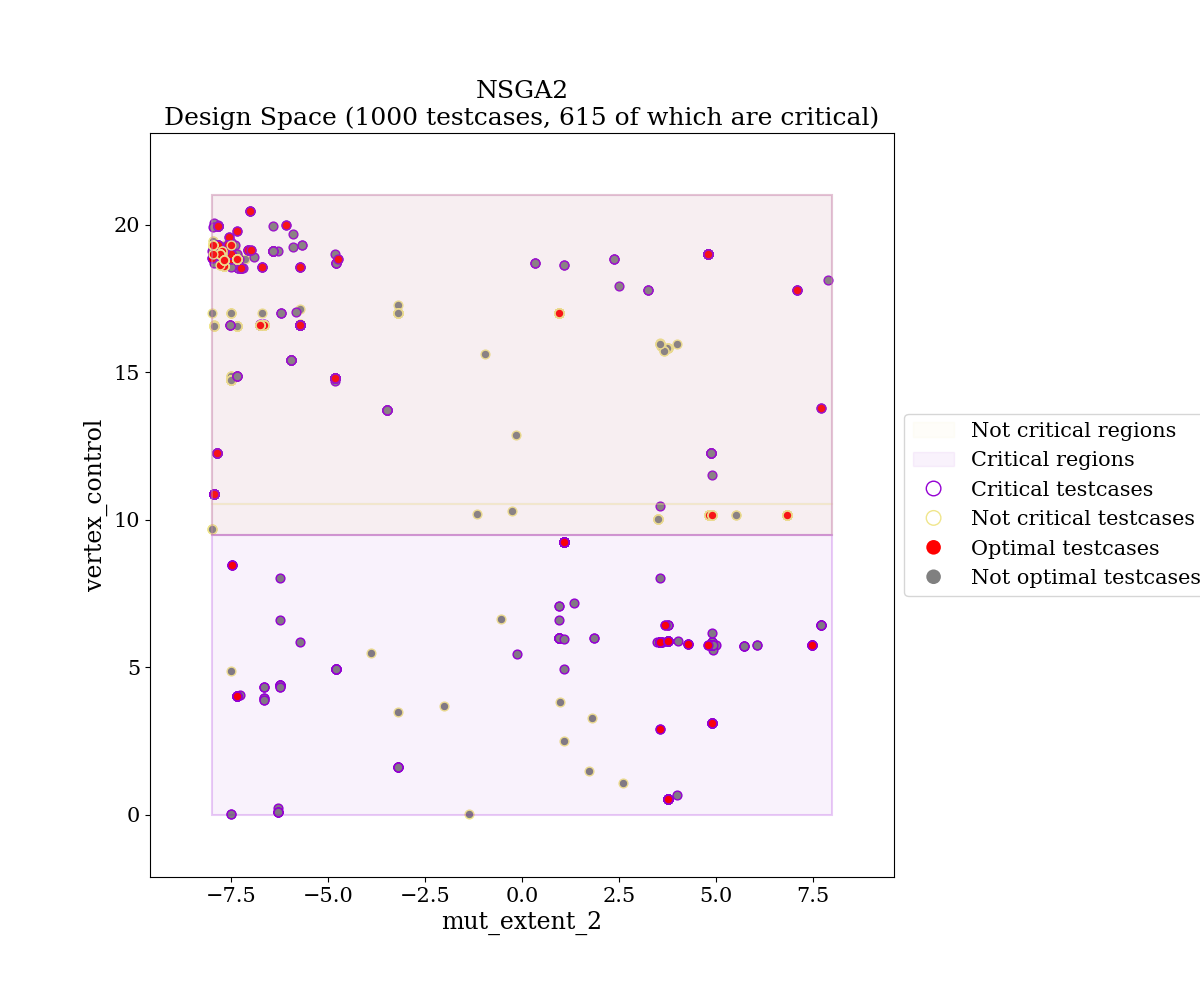 NSGA2
Design Space (1000 testcases, 615 of which are critical)
20
15
10
5
0
vertex_control
−7.5 −5.0 −2.5 0.0 2.5 5.0 7.5
mut_extent_2
Not critical regions
Critical regions
Critical testcases
Not critical testcases
Optimal testcases
Not optimal testcases